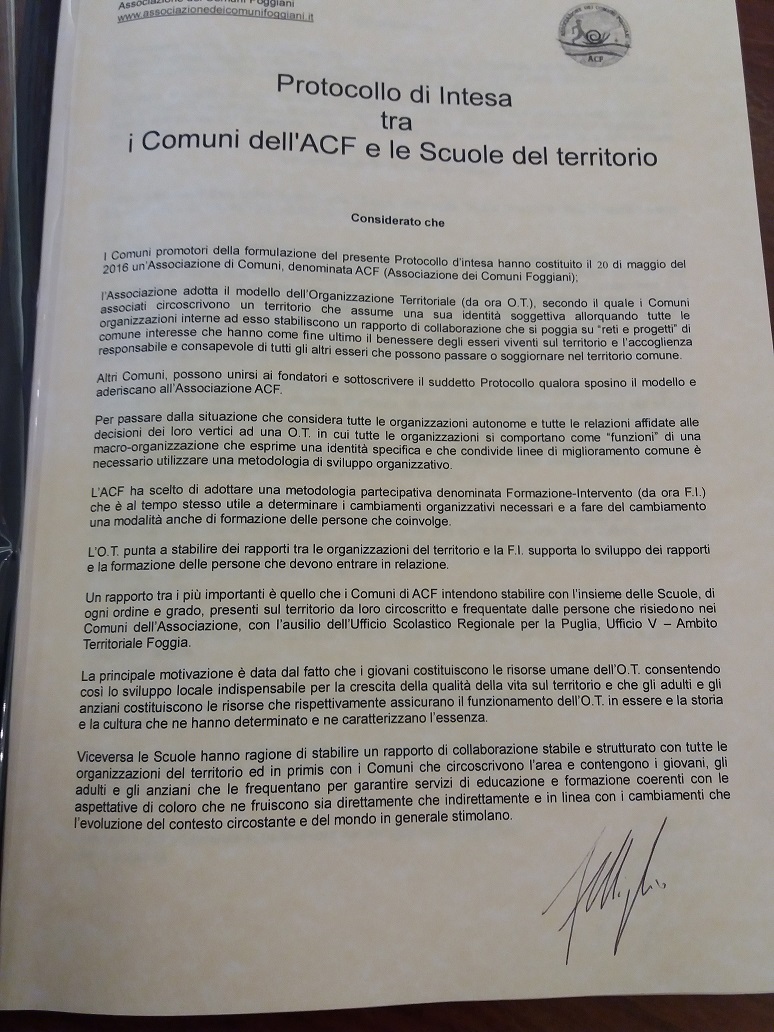 Associazione dei Comuni Foggiani
www.associazionedeicomunifoggiani.it
ACF
Protocollo di Intesa
tra
i Comuni dell'ACF e le Scuole del territorio
Considerato che
I Comuni promotori della formulazione del presente Protocollo d'intesa hanno costituito il 20 di maggio del
2016 un'Associazione di Comuni, denominata ACF (Associazione dei Comuni Foggiani);
l'Associazione adotta il modello dell'Organizzazione Territoriale (da ora O.T.), secondo il quale i Comuni
associati circoscrivono un territorio che assume una sua identità soggettiva allorquando tutte le
organizzazioni interne ad esso stabiliscono un rapporto di collaborazione che si poggia su "reti e progetti" di
comune interesse che hanno come fine ultimo il benessere degli esseri viventi sul territorio e l'accoglienza
responsabile e consapevole di tutti gli altri esseri che possono passare o soggiornare nel territorio comune.
Altri Comuni, possono unirsi ai fondatori e sottoscrivere il suddetto Protocollo qualora sposino il modello e
aderiscano all'Associazione ACF.
Per passare dalla situazione che considera tutte le organizzazioni autonome e tutte le relazioni affidate alle
decisioni dei loro vertici ad una O.T. in cui tutte le organizzazioni si comportano come "funzioni" di una
macro-organizzazione che esprime una identità specifica e che condivide linee di miglioramento comune è
necessario utilizzare una metodologia di sviluppo organizzativo.
L'ACF ha scelto di adottare una metodologia partecipativa denominata Formazione-Intervento (da ora F.I.)
che è al tempo stesso utile a determinare i cambiamenti organizzativi necessari e a fare del cambiamento
una modalità anche di formazione delle persone che coinvolge.
L'O.T. punta a stabilire dei rapporti tra le organizzazioni del territorio e la F.I. supporta lo sviluppo dei rapporti
e la formazione delle persone che devono entrare in relazione.
Un rapporto tra i più importanti è quello che i Comuni di ACF intendono stabilire con l'insieme delle Scuole, di
ogni ordine e grado, presenti sul territorio da loro circoscritto e frequentate dalle persone che risiedono nei
Comuni dell'Associazione, con l'ausilio dell'Ufficio Scolastico Regionale per la Puglia, Ufficio V – Ambito
Territoriale Foggia.
La principale motivazione è data dal fatto che i giovani costituiscono le risorse umane dell'O.T. consentendo
così lo sviluppo locale indispensabile per la crescita della qualità della vita sul territorio e che gli adulti e gli
anziani costituiscono le risorse che rispettivamente assicurano il funzionamento dell'O.T. in essere e la storia
e la cultura che ne hanno determinato e ne caratterizzano l'essenza.
Viceversa le Scuole hanno ragione di stabilire un rapporto di collaborazione stabile e strutturato con tutte le
organizzazioni del territorio ed in primis con i Comuni che circoscrivono l'area e contengono i giovani, gli
adulti e gli anziani che le frequentano per garantire servizi di educazione e formazione coerenti con le
aspettative di coloro che ne fruiscono sia direttamente che indirettamente e in linea con i cambiamenti che
l'evoluzione del contesto circostante e del mondo in generale stimolano.